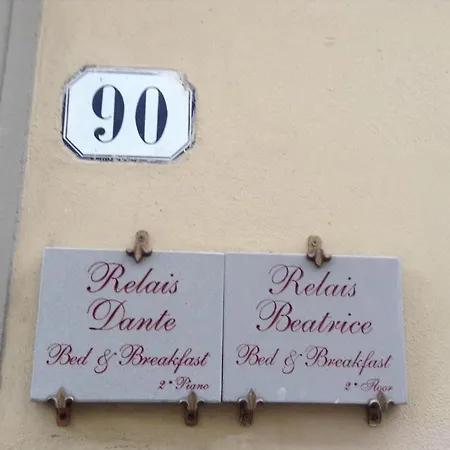 90
Relais
Dante
Bed & Breakfast
2° Piano
Relais
Beatrice
Bed & Breakfast
2° Floor